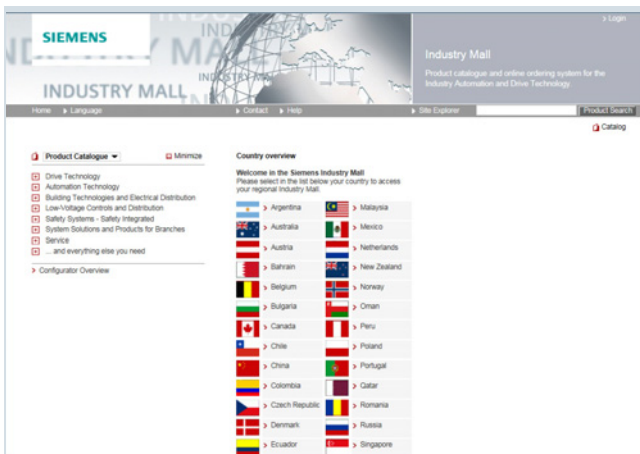 SIEMENS
INDUSTRY MALL
> Login
Industry Mall
Product catalogue and online ordering system for the
Industry Automation and Drive Technology
Home
> Language
> Contact
> Help
> Site Explorer
Product Search
Catalog
Product Catalogue
Minimize
Drive Technology
Automation Technology
Building Technologies and Electrical Distribution
Low-Voltage Controls and Distribution
Safety Systems - Safety Integrated
System Solutions and Products for Branches
Service
... and everything else you need
> Configurator Overview
Country overview
Welcome in the Siemens Industry Mall
Please select in the list below your country to access
your regional Industry Mall.
> Argentina
> Malaysia
> Australia
> Mexico
> Austria
> Netherlands
> Bahrain
> New Zealand
> Belgium
> Norway
> Bulgaria
> Oman
> Canada
> Peru
> Chile
> Poland
> China
> Portugal
> Colombia
> Qatar
> Czech Republic
> Romania
> Denmark
> Russia
> Ecuador
> Singapore